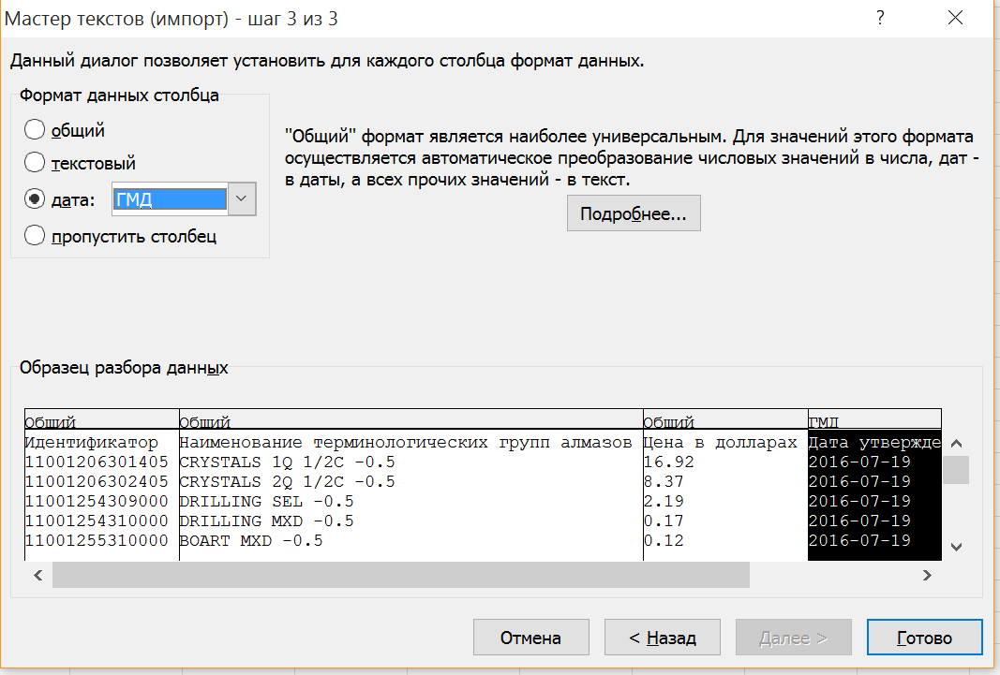 Мастер текстов (импорт) - шаг 3 из 3
?
Данный диалог позволяет установить для каждого столбца формат данных.
Формат данных столбца
общий
текстовый
дата: ГМД
пропустить столбец
"Общий" формат является наиболее универсальным. Для значений этого формата
осуществляется автоматическое преобразование числовых значений в числа, дат -
в даты, а всех прочих значений - в текст.
Подробнее...
Образец разбора данных
Общий Общий Общий ГМД
Идентификатор Наименование терминологических групп алмазов Цена в долларах Дата утвержде
11001206301405 CRYSTALS 1Q 1/2C -0.5 16.92 2016-07-19
11001206302405 CRYSTALS 2Q 1/2C -0.5 8.37 2016-07-19
11001254309000 DRILLING SEL -0.5 2.19 2016-07-19
11001254310000 DRILLING MXD -0.5 0.17 2016-07-19
11001255310000 BOART MXD -0.5 0.12 2016-07-19
Отмена < Назад Далее > Готово